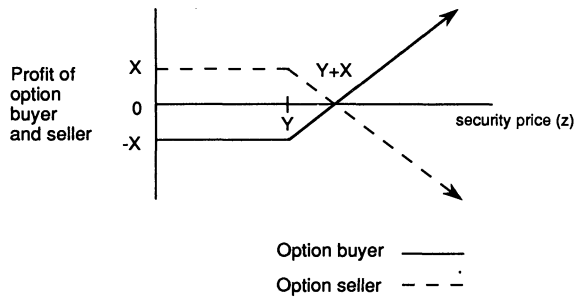 Profit of
option
buyer
and seller
X
0
-X
Y
Y+X
security price (z)
Option buyer
Option seller